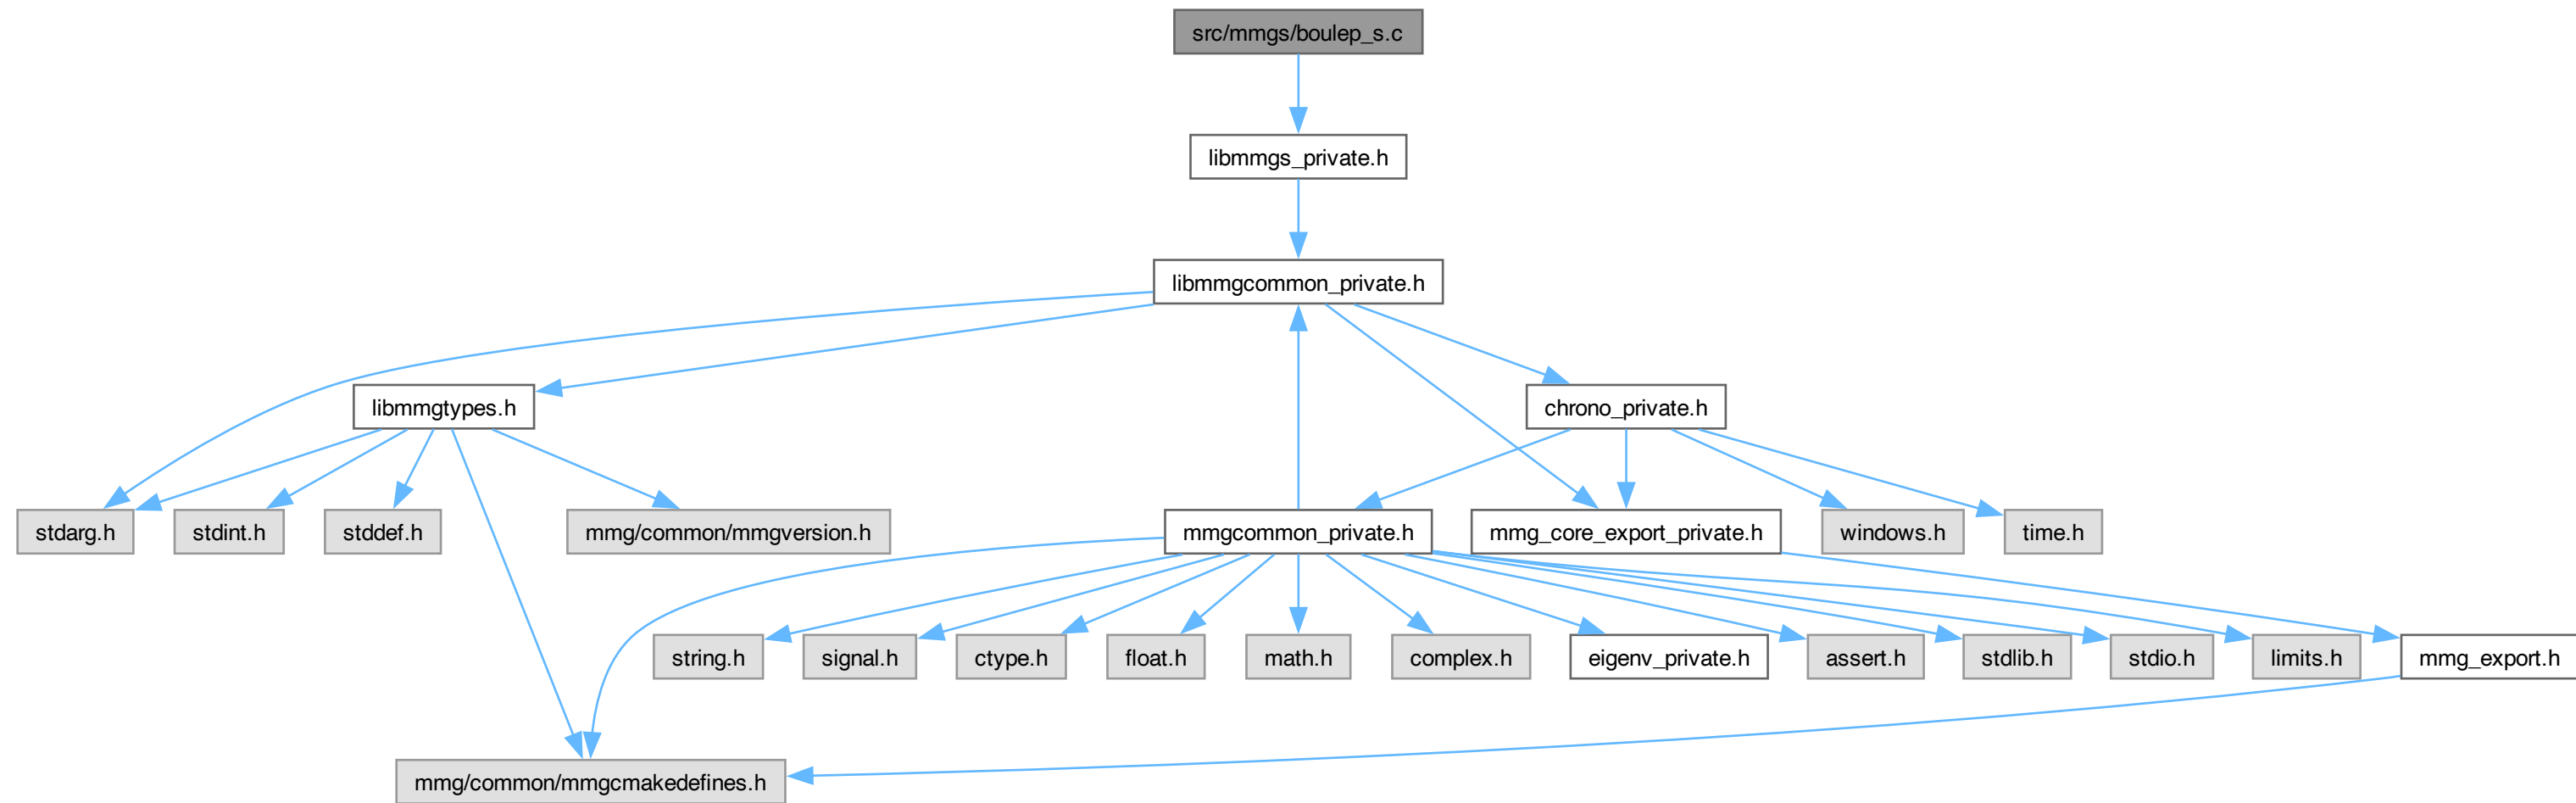 src/mmgs/boulep_s.c
libmmgs_private.h
libmmgcommon_private.h
libmmgtypes.h
chrono_private.h
stdarg.h
stdint.h
stddef.h
mmg/common/mmgversion.h
mmgcommon_private.h
mmg_core_export_private.h
windows.h
time.h
string.h
signal.h
ctype.h
float.h
math.h
complex.h
eigenv_private.h
assert.h
stdlib.h
stdio.h
limits.h
mmg_export.h
mmg/common/mmgcmakedefines.h